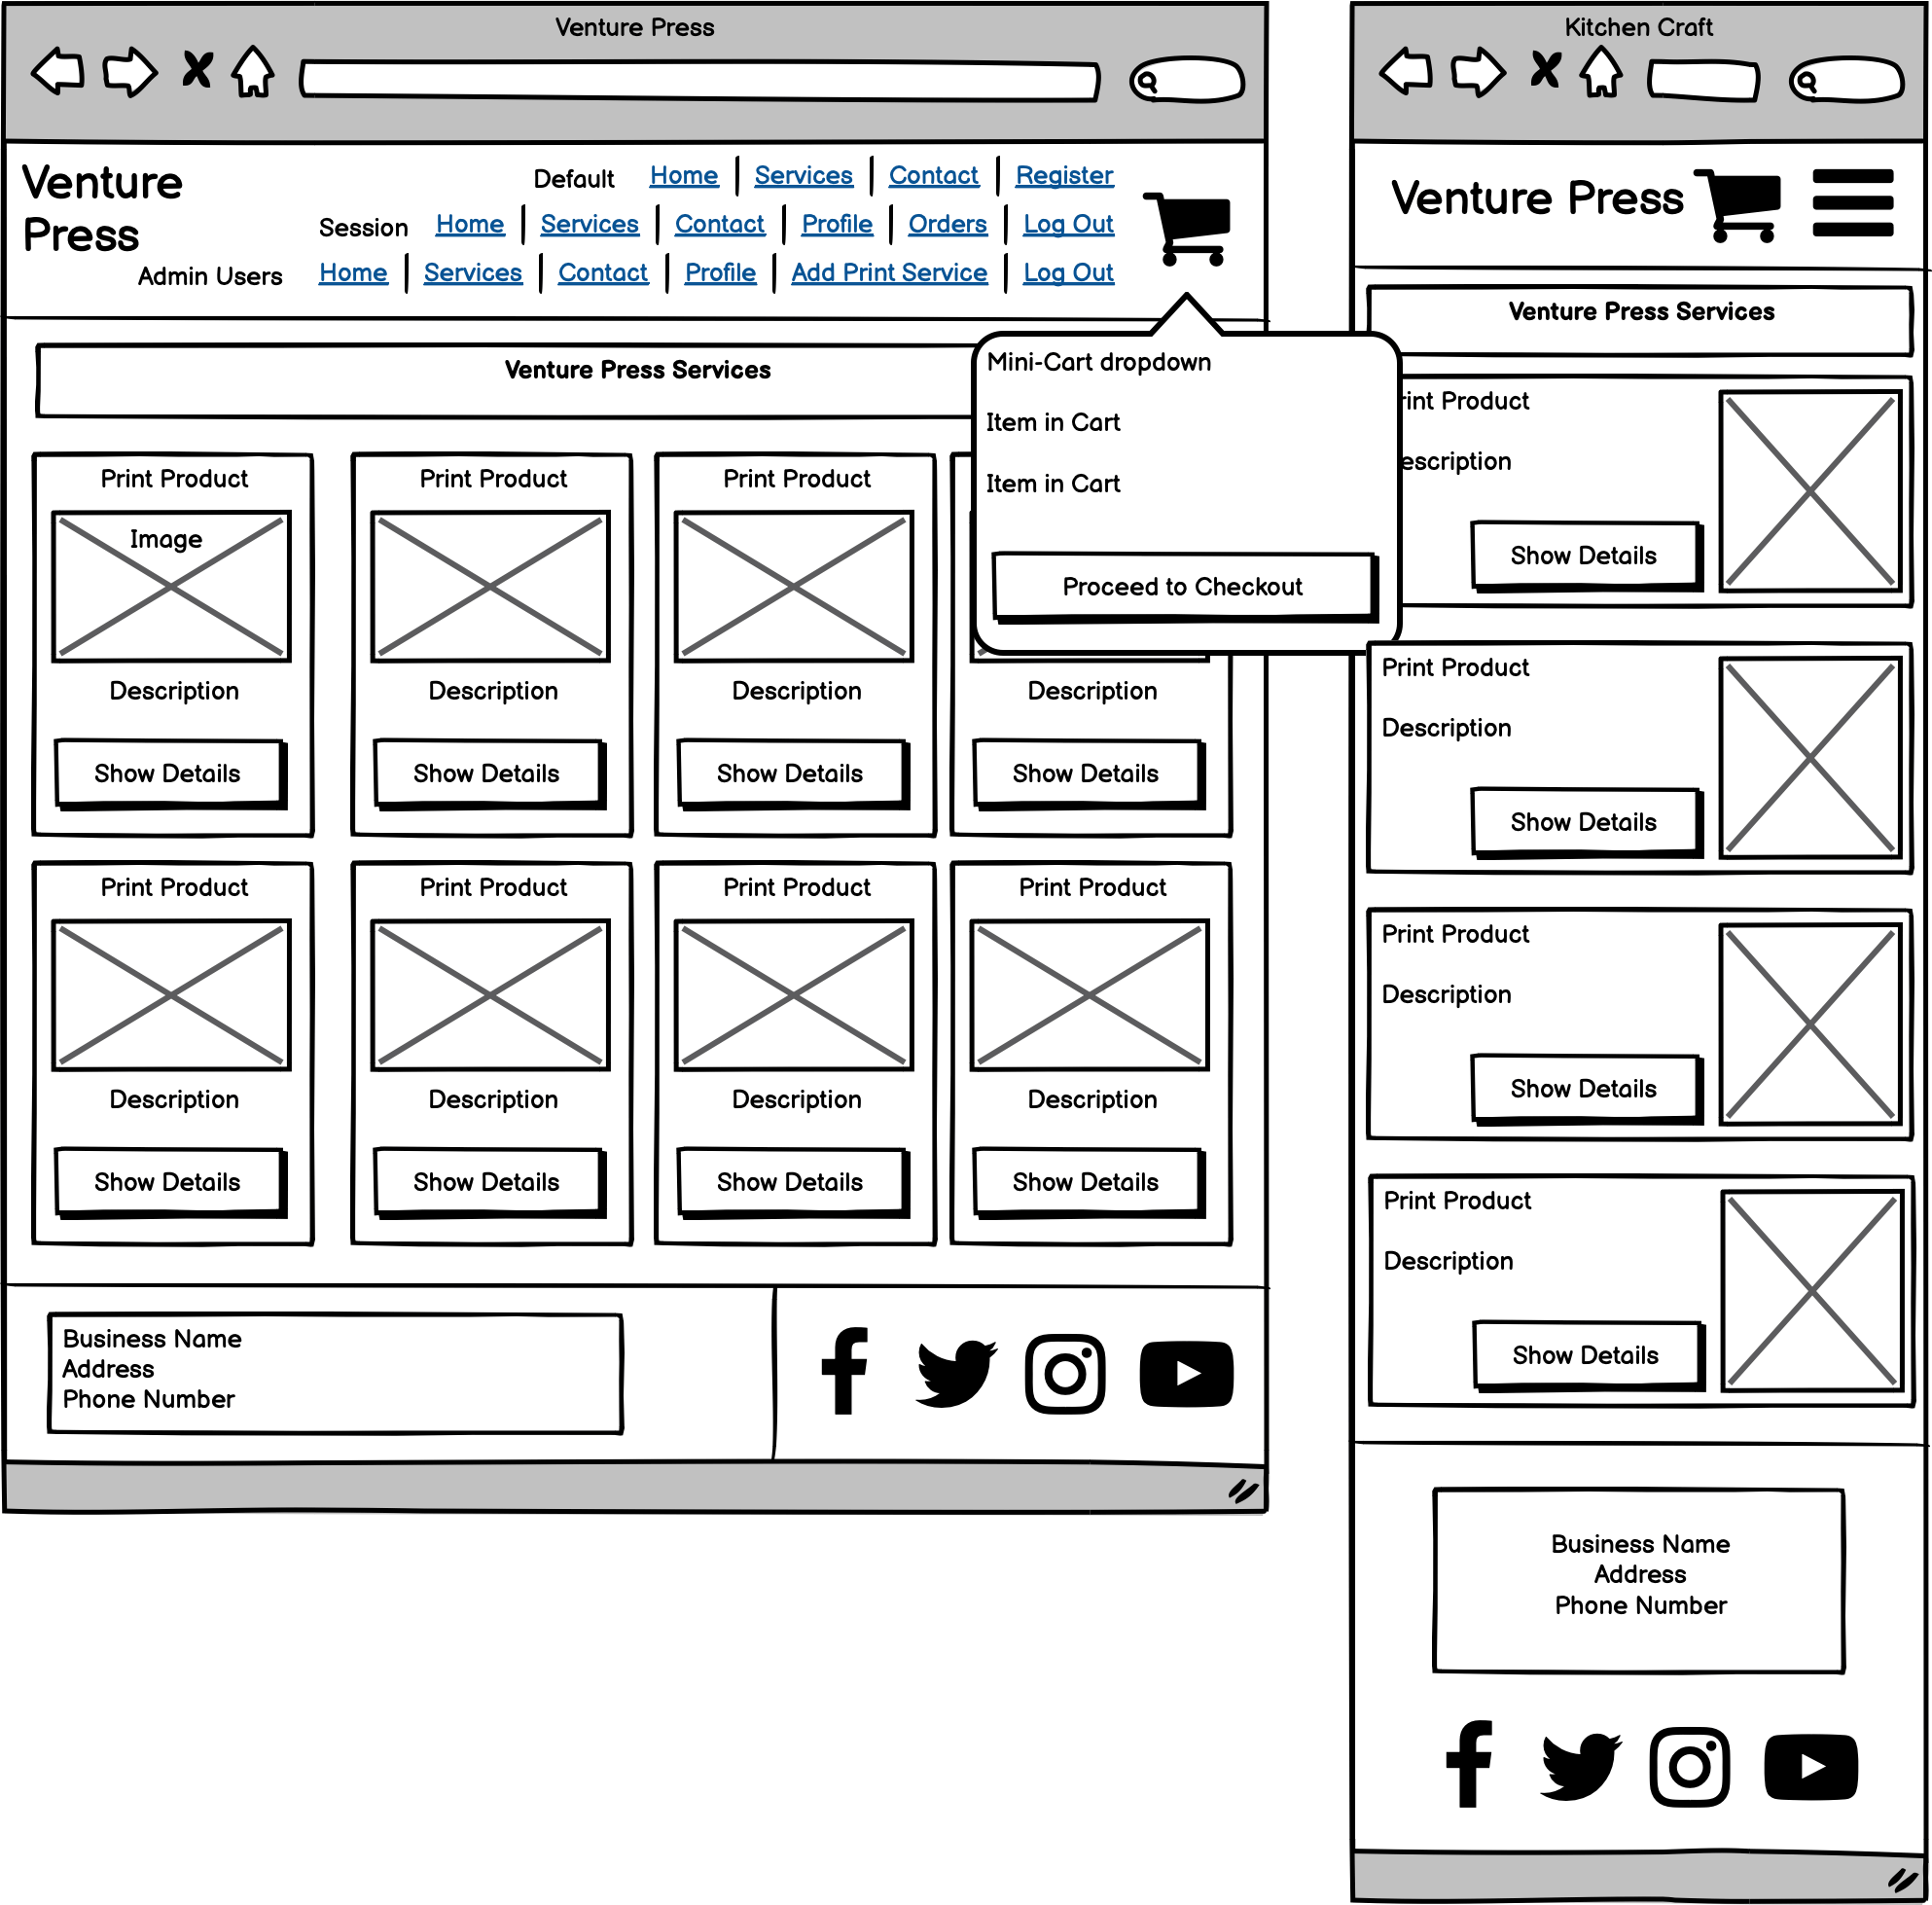 Venture Press
Venture
Press
Default Home Services Contact Register
Session Home Services Contact Profile Orders Log Out
Admin Users Home Services Contact Profile Add Print Service Log Out
Venture Press Services
Mini-Cart dropdown
Item in Cart
Item in Cart
Proceed to Checkout
Print Product Print Product Print Product
Image
Description Description Description Description
Show Details Show Details Show Details Show Details
Print Product Print Product Print Product Print Product
Description Description Description Description
Show Details Show Details Show Details Show Details
Business Name
Address
Phone Number
Kitchen Craft
Venture Press
Venture Press Services
rint Product
escription
Show Details
Print Product
Description
Show Details
Print Product
Description
Show Details
Print Product
Description
Show Details
Business Name
Address
Phone Number